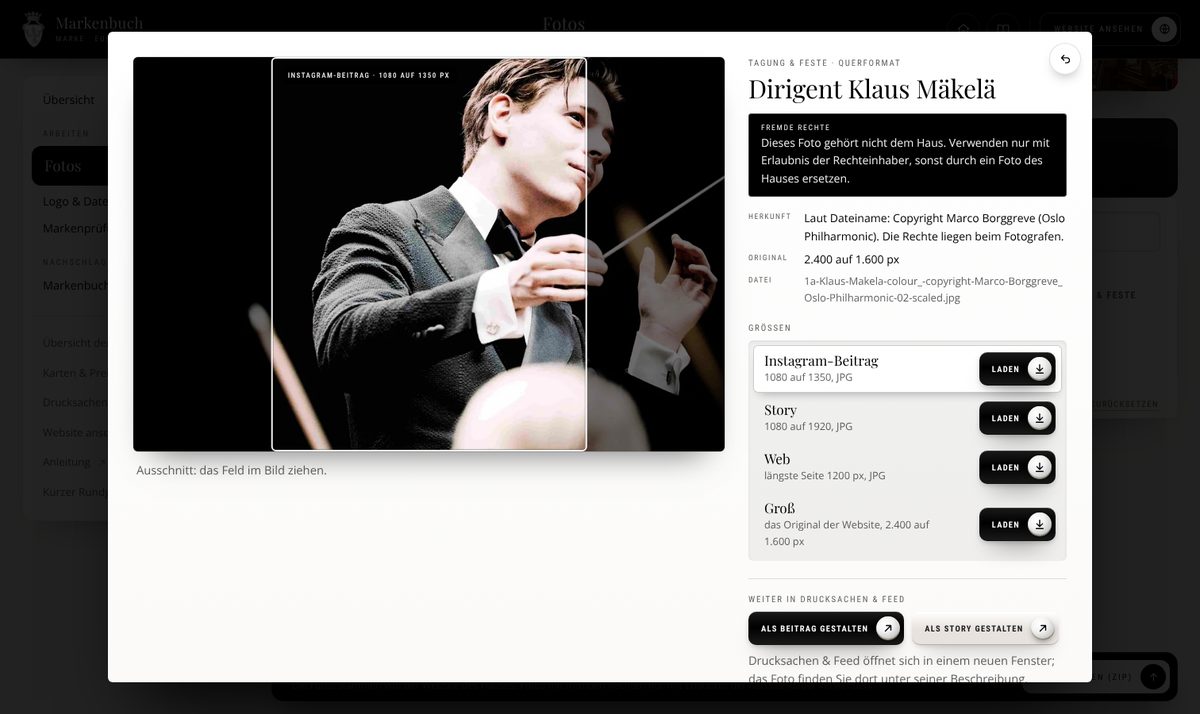 Markenbuch
Fotos
WEBSITE ANSEHEN
Übersicht
ARBEITEN
Fotos
Logo & Date
Markenprüf
NACHSCHLAG
Markenbuch
Übersicht de
Karten & Pre
Drucksachen
Website anse
Anleitung
Kurzer Rund
INSTAGRAM-BEITRAG · 1080 AUF 1350 PX
Ausschnitt: das Feld im Bild ziehen.
TAGUNG & FESTE · QUERFORMAT
Dirigent Klaus Mäkelä
FREMDE RECHTE
Dieses Foto gehört nicht dem Haus. Verwenden nur mit
Erlaubnis der Rechteinhaber, sonst durch ein Foto des
Hauses ersetzen.
HERKUNFT
Laut Dateiname: Copyright Marco Borggreve (Oslo
Philharmonic). Die Rechte liegen beim Fotografen.
ORIGINAL
2.400 auf 1.600 px
DATEI
1a-Klaus-Makela-colour_-copyright-Marco-Borggreve_
Oslo-Philharmonic-02-scaled.jpg
GRÖSSEN
Instagram-Beitrag
1080 auf 1350, JPG
LADEN
Story
1080 auf 1920, JPG
LADEN
Web
längste Seite 1200 px, JPG
LADEN
Groß
das Original der Website, 2.400 auf
1.600 px
LADEN
WEITER IN DRUCKSACHEN & FEED
ALS BEITRAG GESTALTEN
ALS STORY GESTALTEN
Drucksachen & Feed öffnet sich in einem neuen Fenster;
das Foto finden Sie dort unter seiner Beschreibung.
& FESTE
URÜCKSETZEN
EN (ZIP)